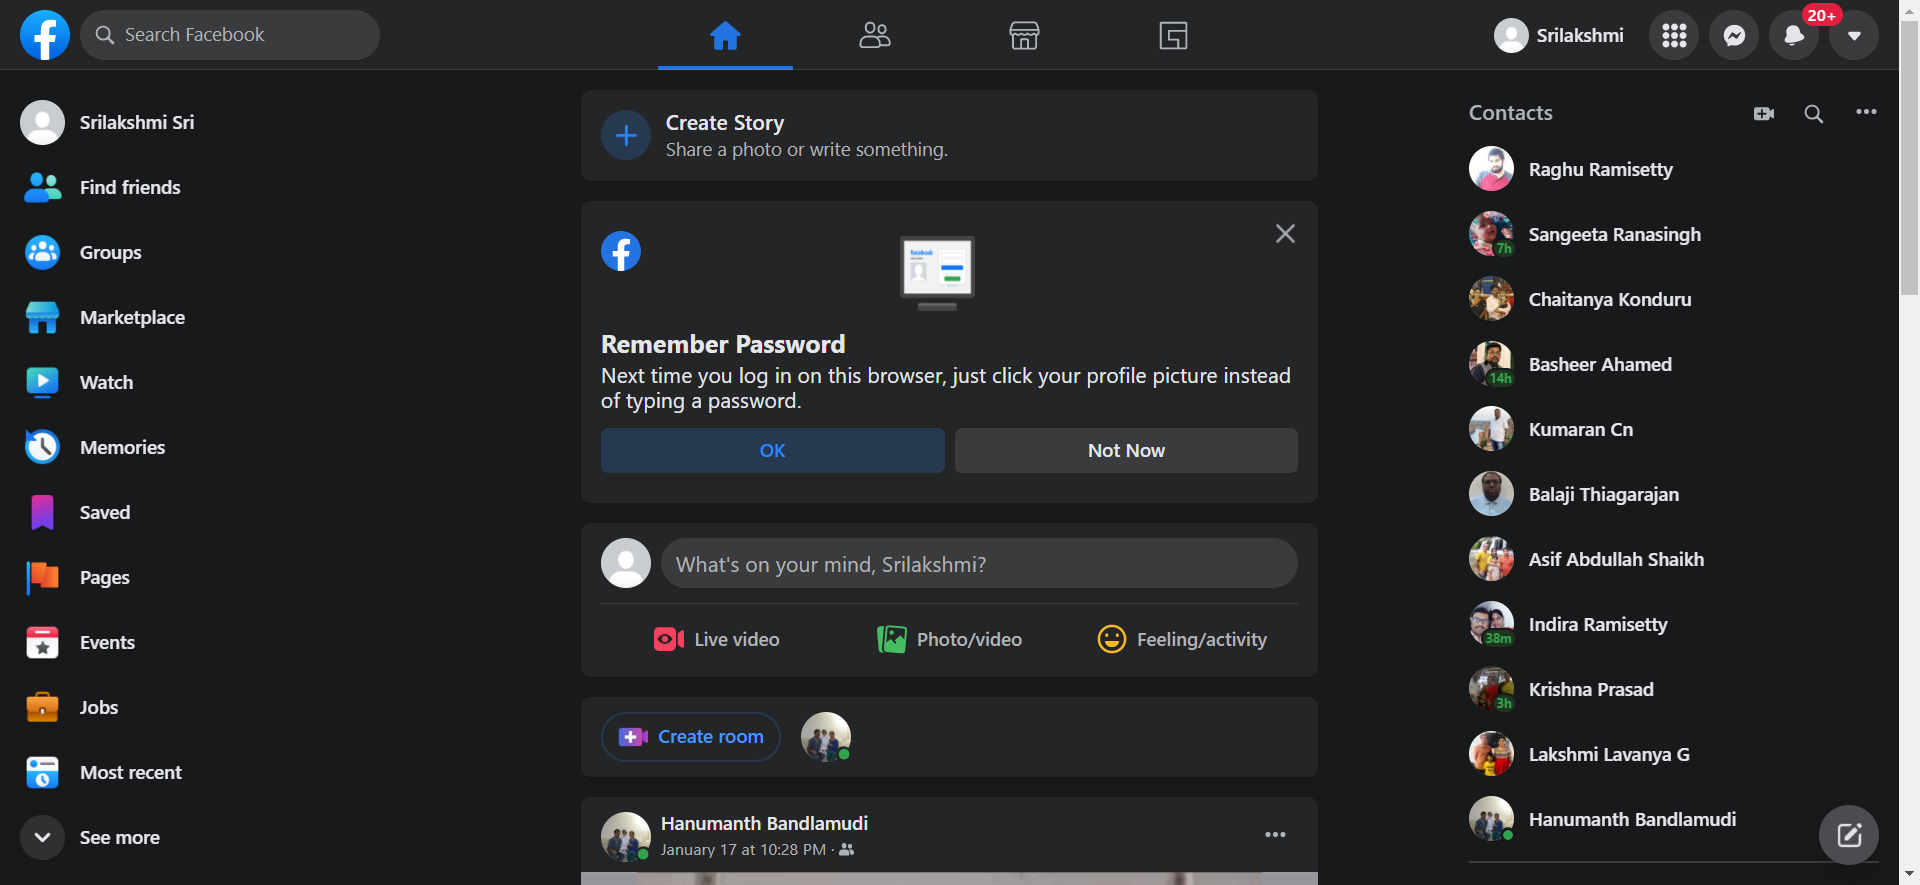 Search Facebook
Srilakshmi
20+
Srilakshmi Sri
Find friends
Groups
Marketplace
Watch
Memories
Saved
Pages
Events
Jobs
Most recent
See more
Create Story
Share a photo or write something.
facebook
Remember Password
Next time you log in on this browser, just click your profile picture instead
of typing a password.
OK
Not Now
What's on your mind, Srilakshmi?
Live video
Photo/video
Feeling/activity
Create room
Hanumanth Bandlamudi
January 17 at 10:28 PM ·
Contacts
Raghu Ramisetty
Sangeeta Ranasingh
7h
Chaitanya Konduru
Basheer Ahamed
14h
Kumaran Cn
Balaji Thiagarajan
Asif Abdullah Shaikh
Indira Ramisetty
38m
Krishna Prasad
3h
Lakshmi Lavanya G
Hanumanth Bandlamudi